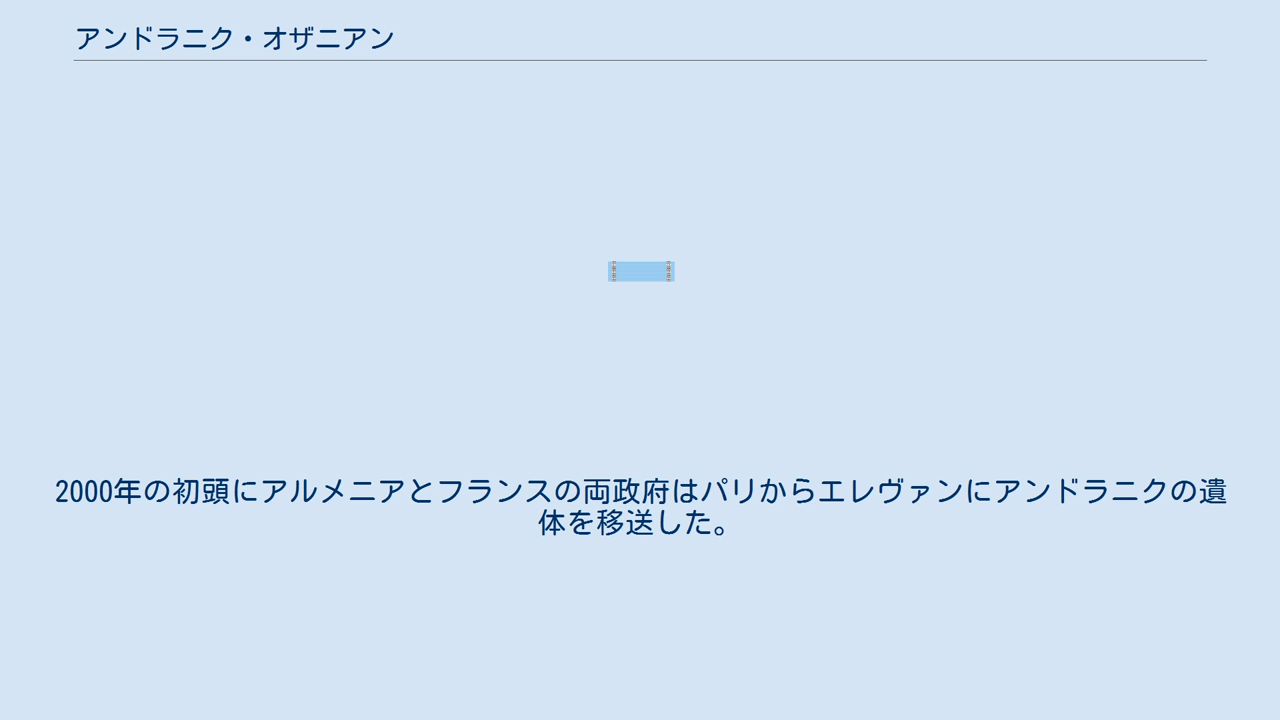 アンドラニク・オザニアン
2000年の初頭にアルメニアとフランスの両政府はパリからエレヴァンにアンドラニクの遺
体を移送した。